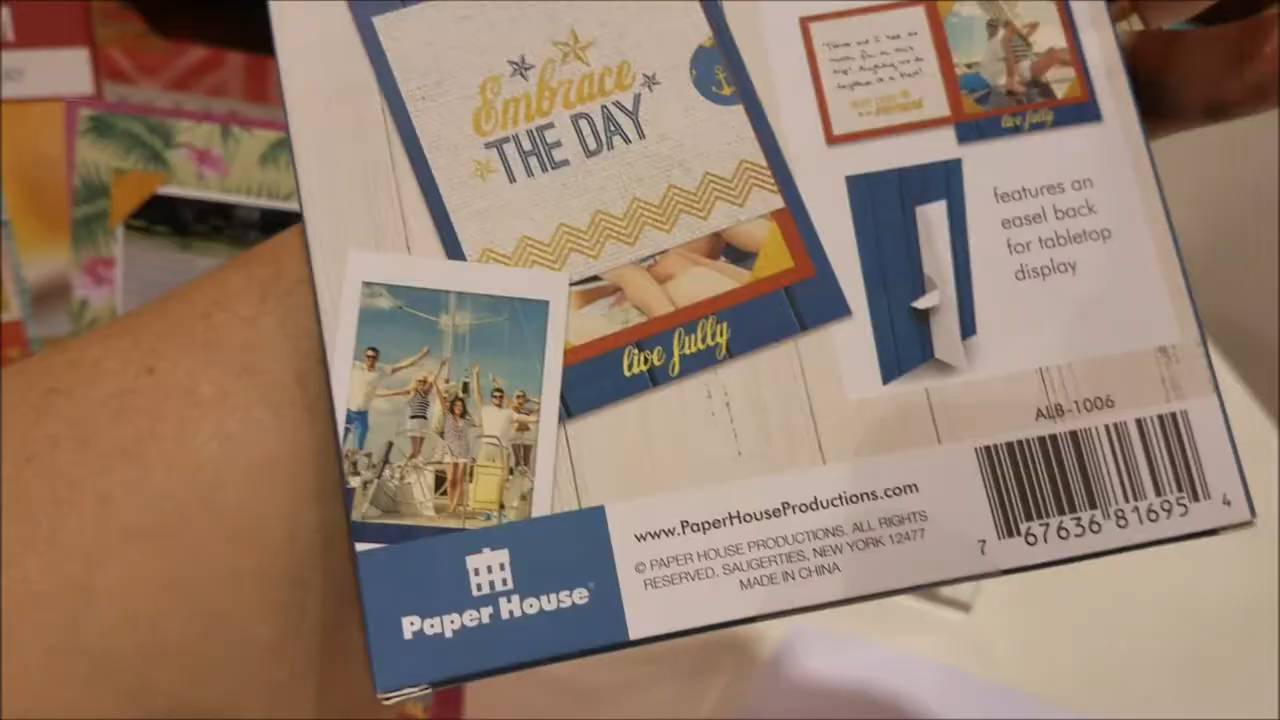 Embrace
THE DAY
live fully
live fully
features an
easel back
for tabletop
display
ALB-1006
www.PaperHouseProductions.com
© PAPER HOUSE PRODUCTIONS. ALL RIGHTS
RESERVED. SAUGERTIES, NEW YORK 12477
MADE IN CHINA
Paper House®
7 67636 81695 4